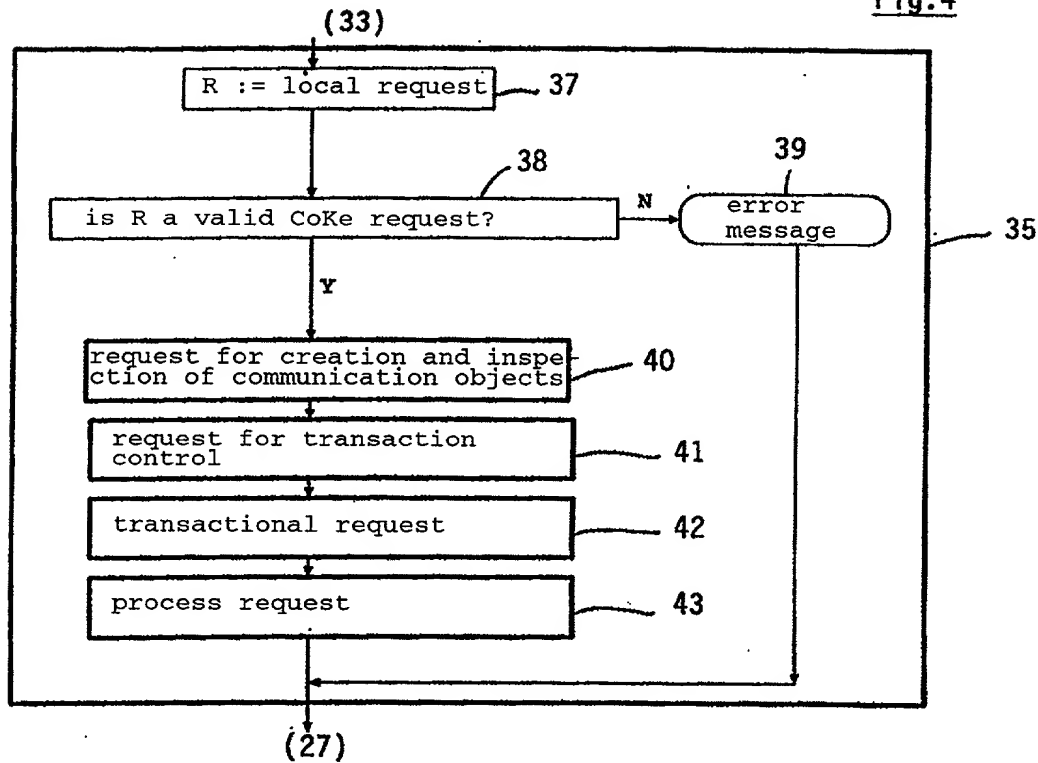 Fig.4
(33)
R := local request
37
38
39
is R a valid CoKe request?
N
error
message
35
Y
request for creation and inspe-
ction of communication objects
40
request for transaction
control
41
transactional request
42
process request
43
(27)